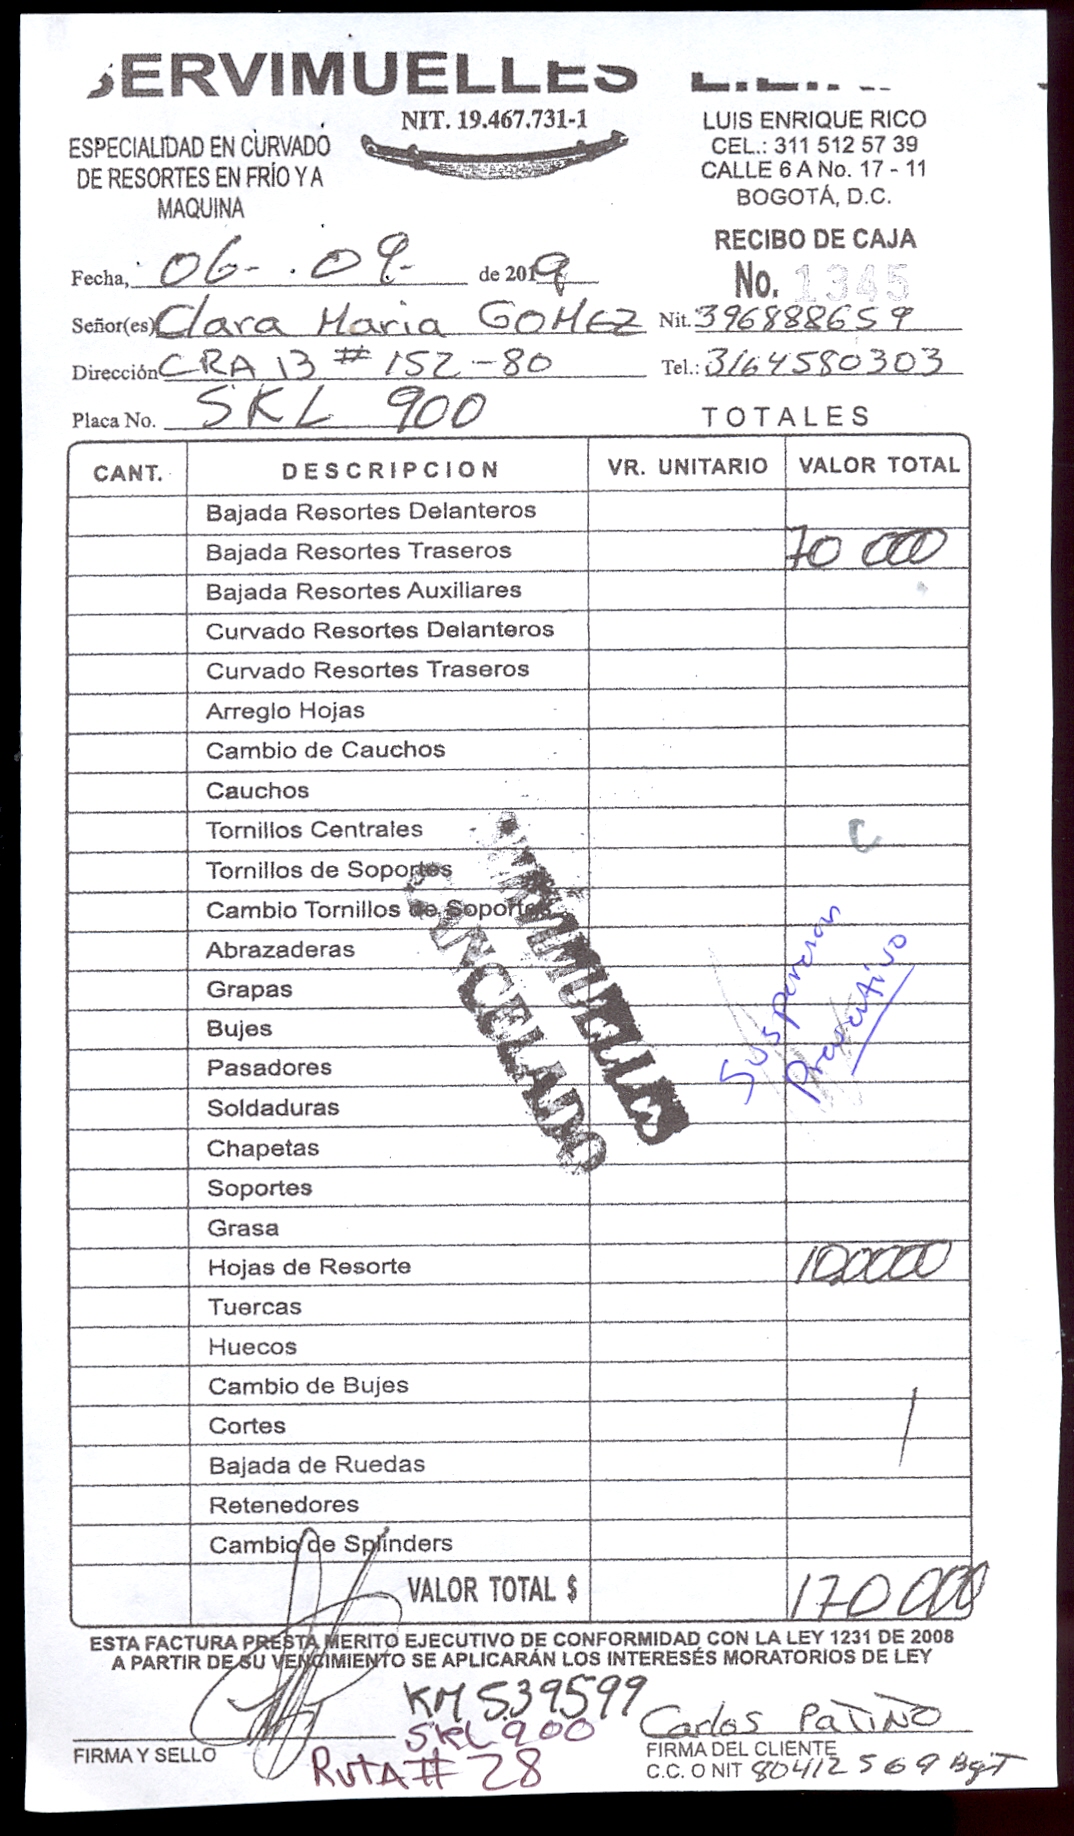 SERVIMUELLES
NIT. 19.467.731-1
ESPECIALIDAD EN CURVADO
DE RESORTES EN FRÍO Y A
MAQUINA
LUIS ENRIQUE RICO
CEL.: 311 512 57 39
CALLE 6 A No. 17 - 11
BOGOTÁ, D.C.
RECIBO DE CAJA
No. 1345
Fecha, 06- 09- de 2019
Señor(es) Clara Maria GOMEZ Nit. 396888659
Dirección CRA 13 # 152-80 Tel.: 3164580303
Placa No. SKL 900
TOTALES
CANT. DESCRIPCION VR. UNITARIO VALOR TOTAL
Bajada Resortes Delanteros
Bajada Resortes Traseros 70 000
Bajada Resortes Auxiliares
Curvado Resortes Delanteros
Curvado Resortes Traseros
Arreglo Hojas
Cambio de Cauchos
Cauchos
Tornillos Centrales
Tornillos de Soportes
Cambio Tornillos de Soportes
Abrazaderas
Grapas
Bujes
Pasadores
Soldaduras
Chapetas
Soportes
Grasa
Hojas de Resorte 100000
Tuercas
Huecos
Cambio de Bujes
Cortes
Bajada de Ruedas
Retenedores
Cambio de Splinders
SERVIMUELLES
CANCELADO
Preventivo
VALOR TOTAL $ 170 000
ESTA FACTURA PRESTA MERITO EJECUTIVO DE CONFORMIDAD CON LA LEY 1231 DE 2008
A PARTIR DE SU VENCIMIENTO SE APLICARÁN LOS INTERESES MORATORIOS DE LEY
KM 539599
SKL 900
Ruta # 28
FIRMA Y SELLO
Carlos Patiño
FIRMA DEL CLIENTE
C.C. O NIT 80412569 BgT